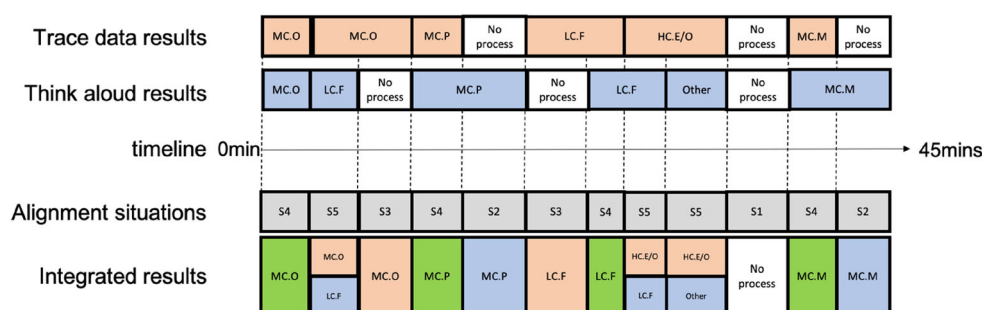 Trace data results MC.O MC.O MC.P No process LC.F HC.E/O No process MC.M No process
Think aloud results MC.O LC.F No process MC.P No process LC.F Other No process MC.M
timeline 0min 45mins
Alignment situations S4 S5 S3 S4 S2 S3 S4 S5 S5 S1 S4 S2
Integrated results MC.O MC.O LC.F MC.O MC.P MC.P LC.F LC.F HC.E/O LC.F HC.E/O Other No process MC.M MC.M